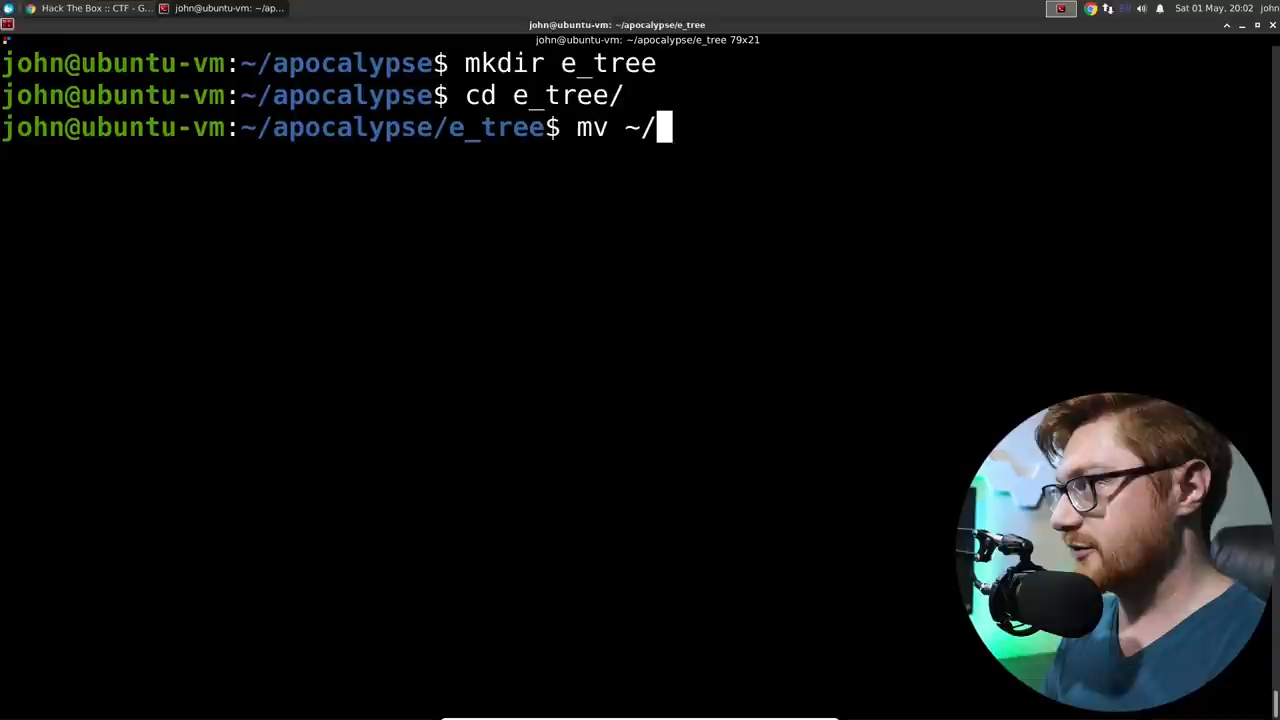 Hack The Box :: CTF - G...
john@ubuntu-vm: ~/ap...
Sat 01 May, 20:02 john
john@ubuntu-vm: ~/apocalypse/e_tree
john@ubuntu-vm: ~/apocalypse/e_tree 79x21
john@ubuntu-vm:~/apocalypse$ mkdir e_tree
john@ubuntu-vm:~/apocalypse$ cd e_tree/
john@ubuntu-vm:~/apocalypse/e_tree$ mv ~/